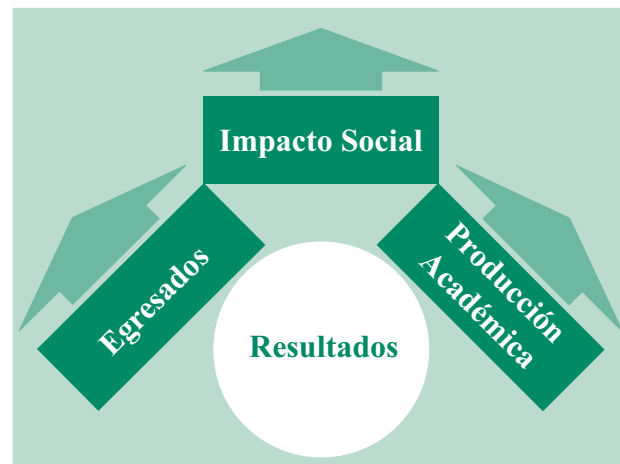 Impacto Social
Egresados
Producción
Académica
Resultados